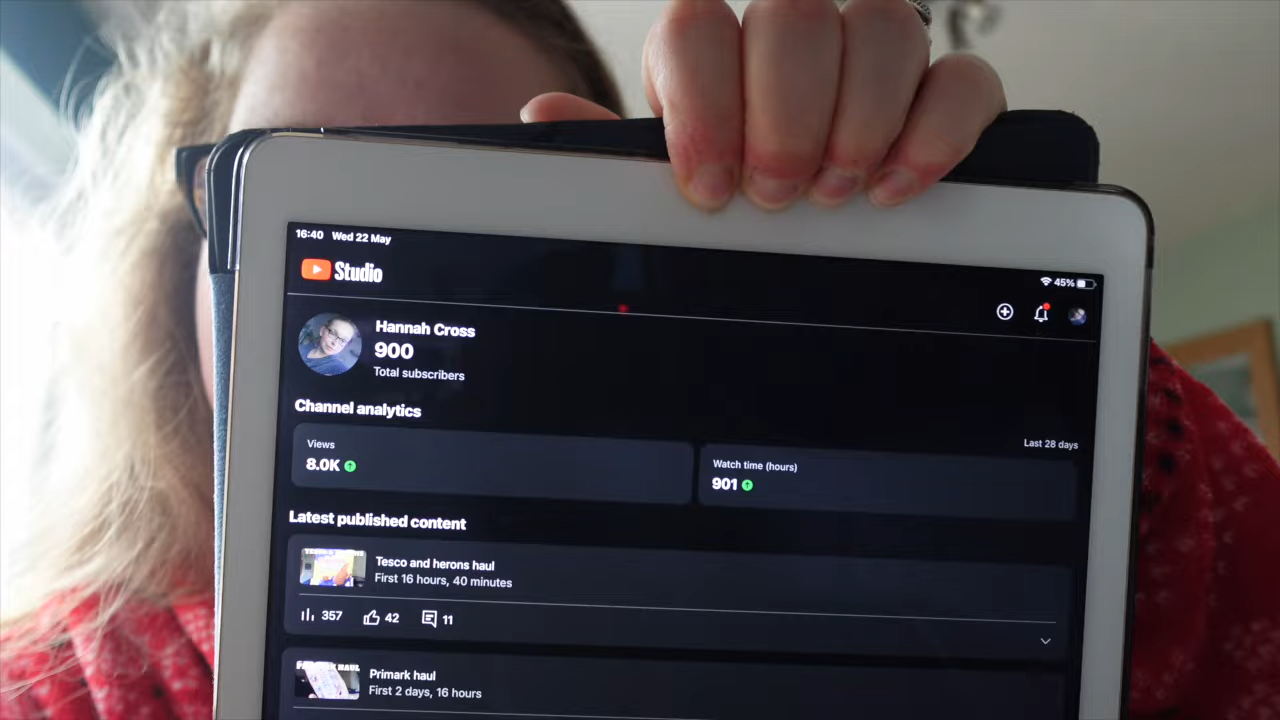 16:40 Wed 22 May
45%
Studio
Hannah Cross
900
Total subscribers
Channel analytics
Last 28 days
Views
8.0K
Watch time (hours)
901
Latest published content
Tesco and herons haul
First 16 hours, 40 minutes
357 42 11
Primark haul
First 2 days, 16 hours